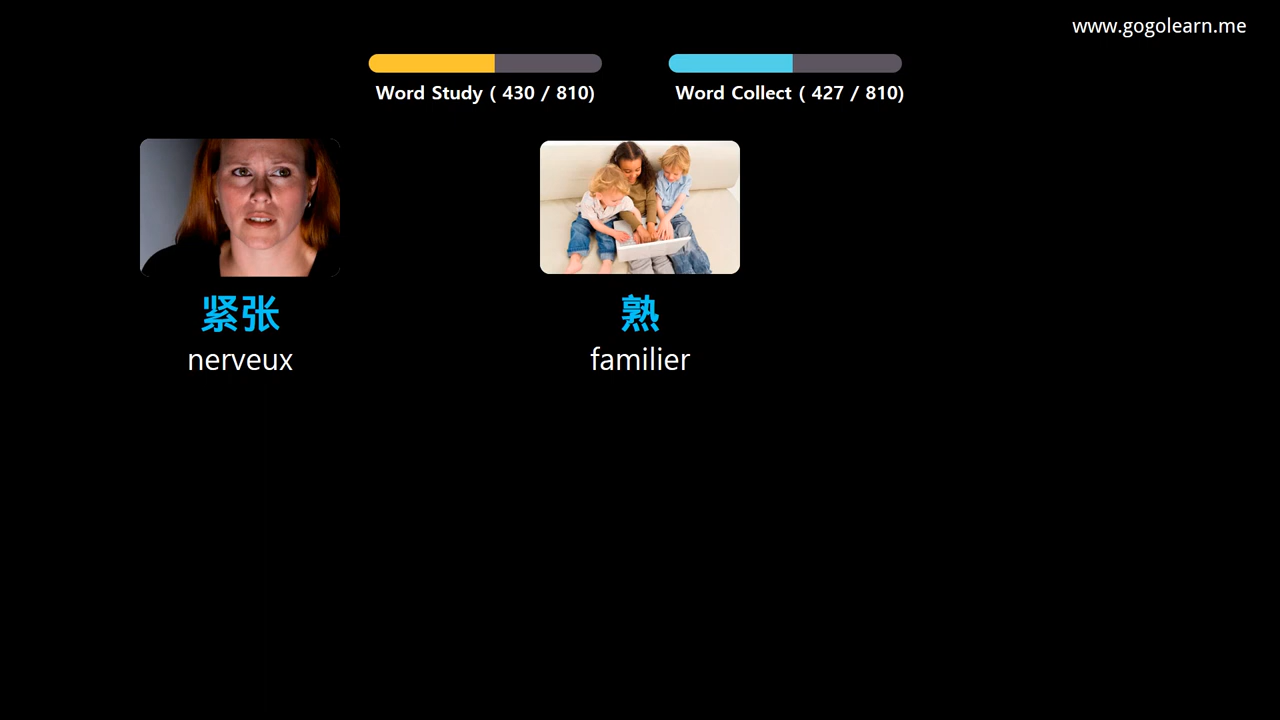 www.gogolearn.me
Word Study ( 430 / 810)
Word Collect ( 427 / 810)
紧张
nerveux
熟
familier